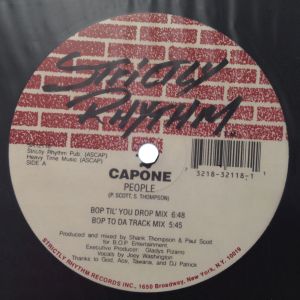 STRICTLY
RHYTHM
Strictly Rhythm Pub. (ASCAP)
Heavy Time Music (ASCAP)
SIDE A
3218-32118-1
CAPONE
PEOPLE
(P. SCOTT, S. THOMPSON)
BOP TIL' YOU DROP MIX 6:48
BOP TO DA TRACK MIX 5:45
Produced and mixed by Shank Thompson & Paul Scott
for B.O.P Entertainment.
Executive Producer: Gladys Pizarro
Vocals by Joey Washington
Thanks to God, Ace, Tawana, and DJ Patrick
STRICTLY RHYTHM RECORDS INC., 1650 Broadway, New York, N.Y. 10019